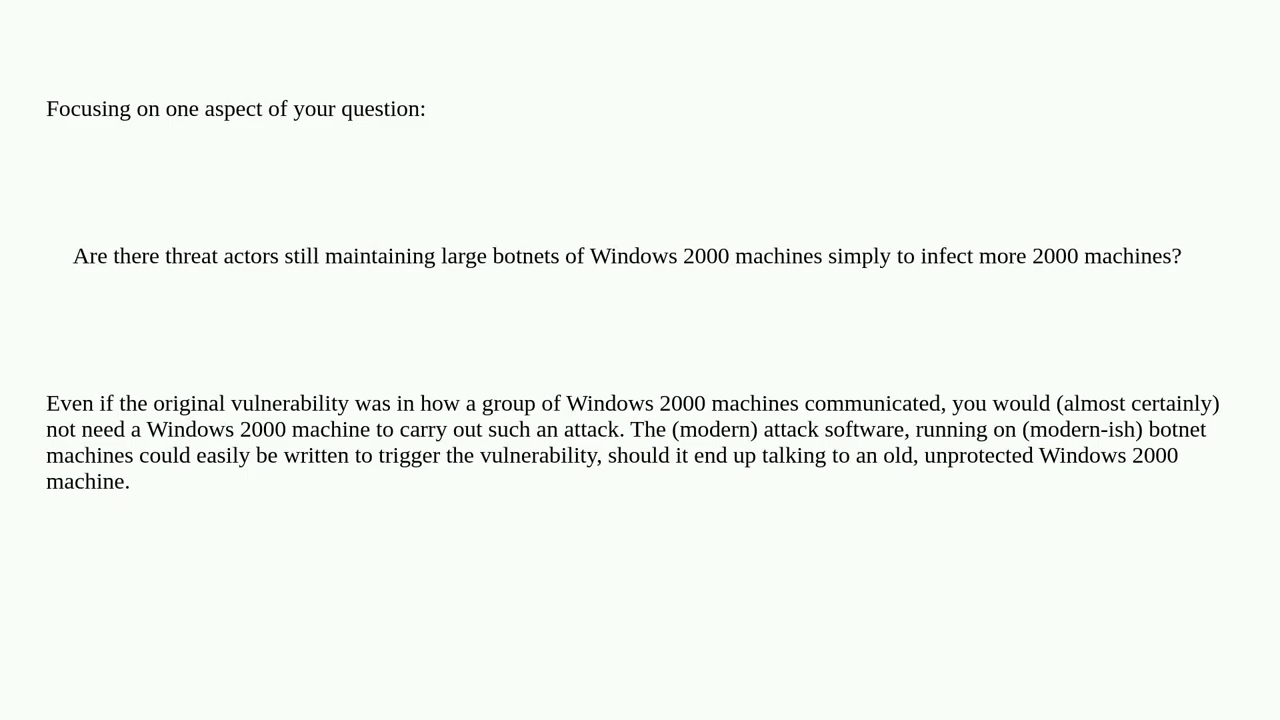 Focusing on one aspect of your question:
Are there threat actors still maintaining large botnets of Windows 2000 machines simply to infect more 2000 machines?
Even if the original vulnerability was in how a group of Windows 2000 machines communicated, you would (almost certainly)
not need a Windows 2000 machine to carry out such an attack. The (modern) attack software, running on (modern-ish) botnet
machines could easily be written to trigger the vulnerability, should it end up talking to an old, unprotected Windows 2000
machine.